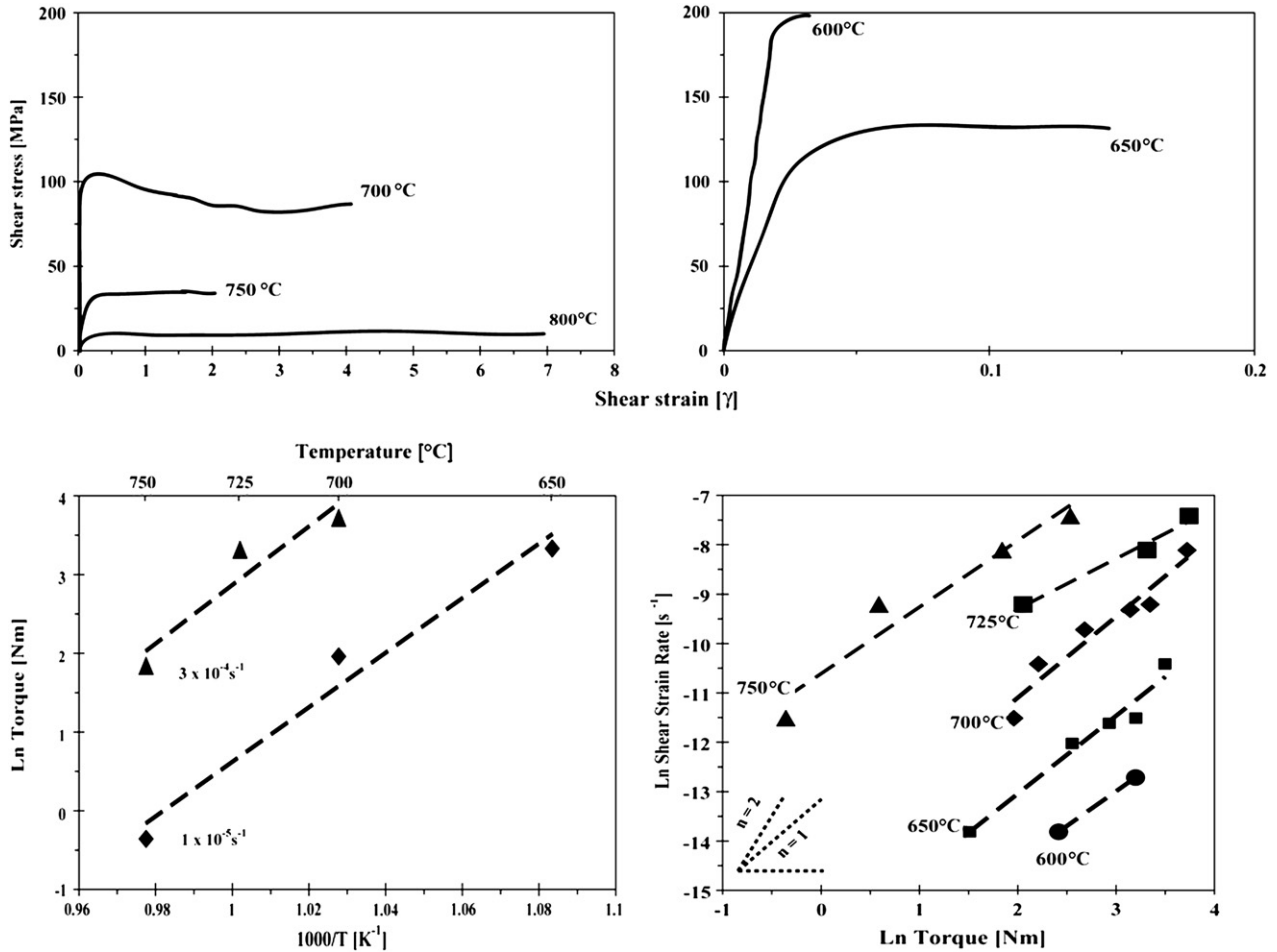 200
150
100
50
0
Shear stress [MPa]
700 °C
750 °C
800°C
0 1 2 3 4 5 6 7 8
200
150
100
50
0
600°C
650°C
0 0.1 0.2
Shear strain [γ]
Temperature [°C]
750 725 700 650
4
3
2
1
0
-1
Ln Torque [Nm]
3 x 10⁻⁴s⁻¹
1 x 10⁻⁵s⁻¹
0.96 0.98 1 1.02 1.04 1.06 1.08 1.1
1000/T [K⁻¹]
-7
-8
-9
-10
-11
-12
-13
-14
-15
Ln Shear Strain Rate [s⁻¹]
725°C
750°C
700°C
650°C
600°C
n = 2
n = 1
-1 0 1 2 3 4
Ln Torque [Nm]